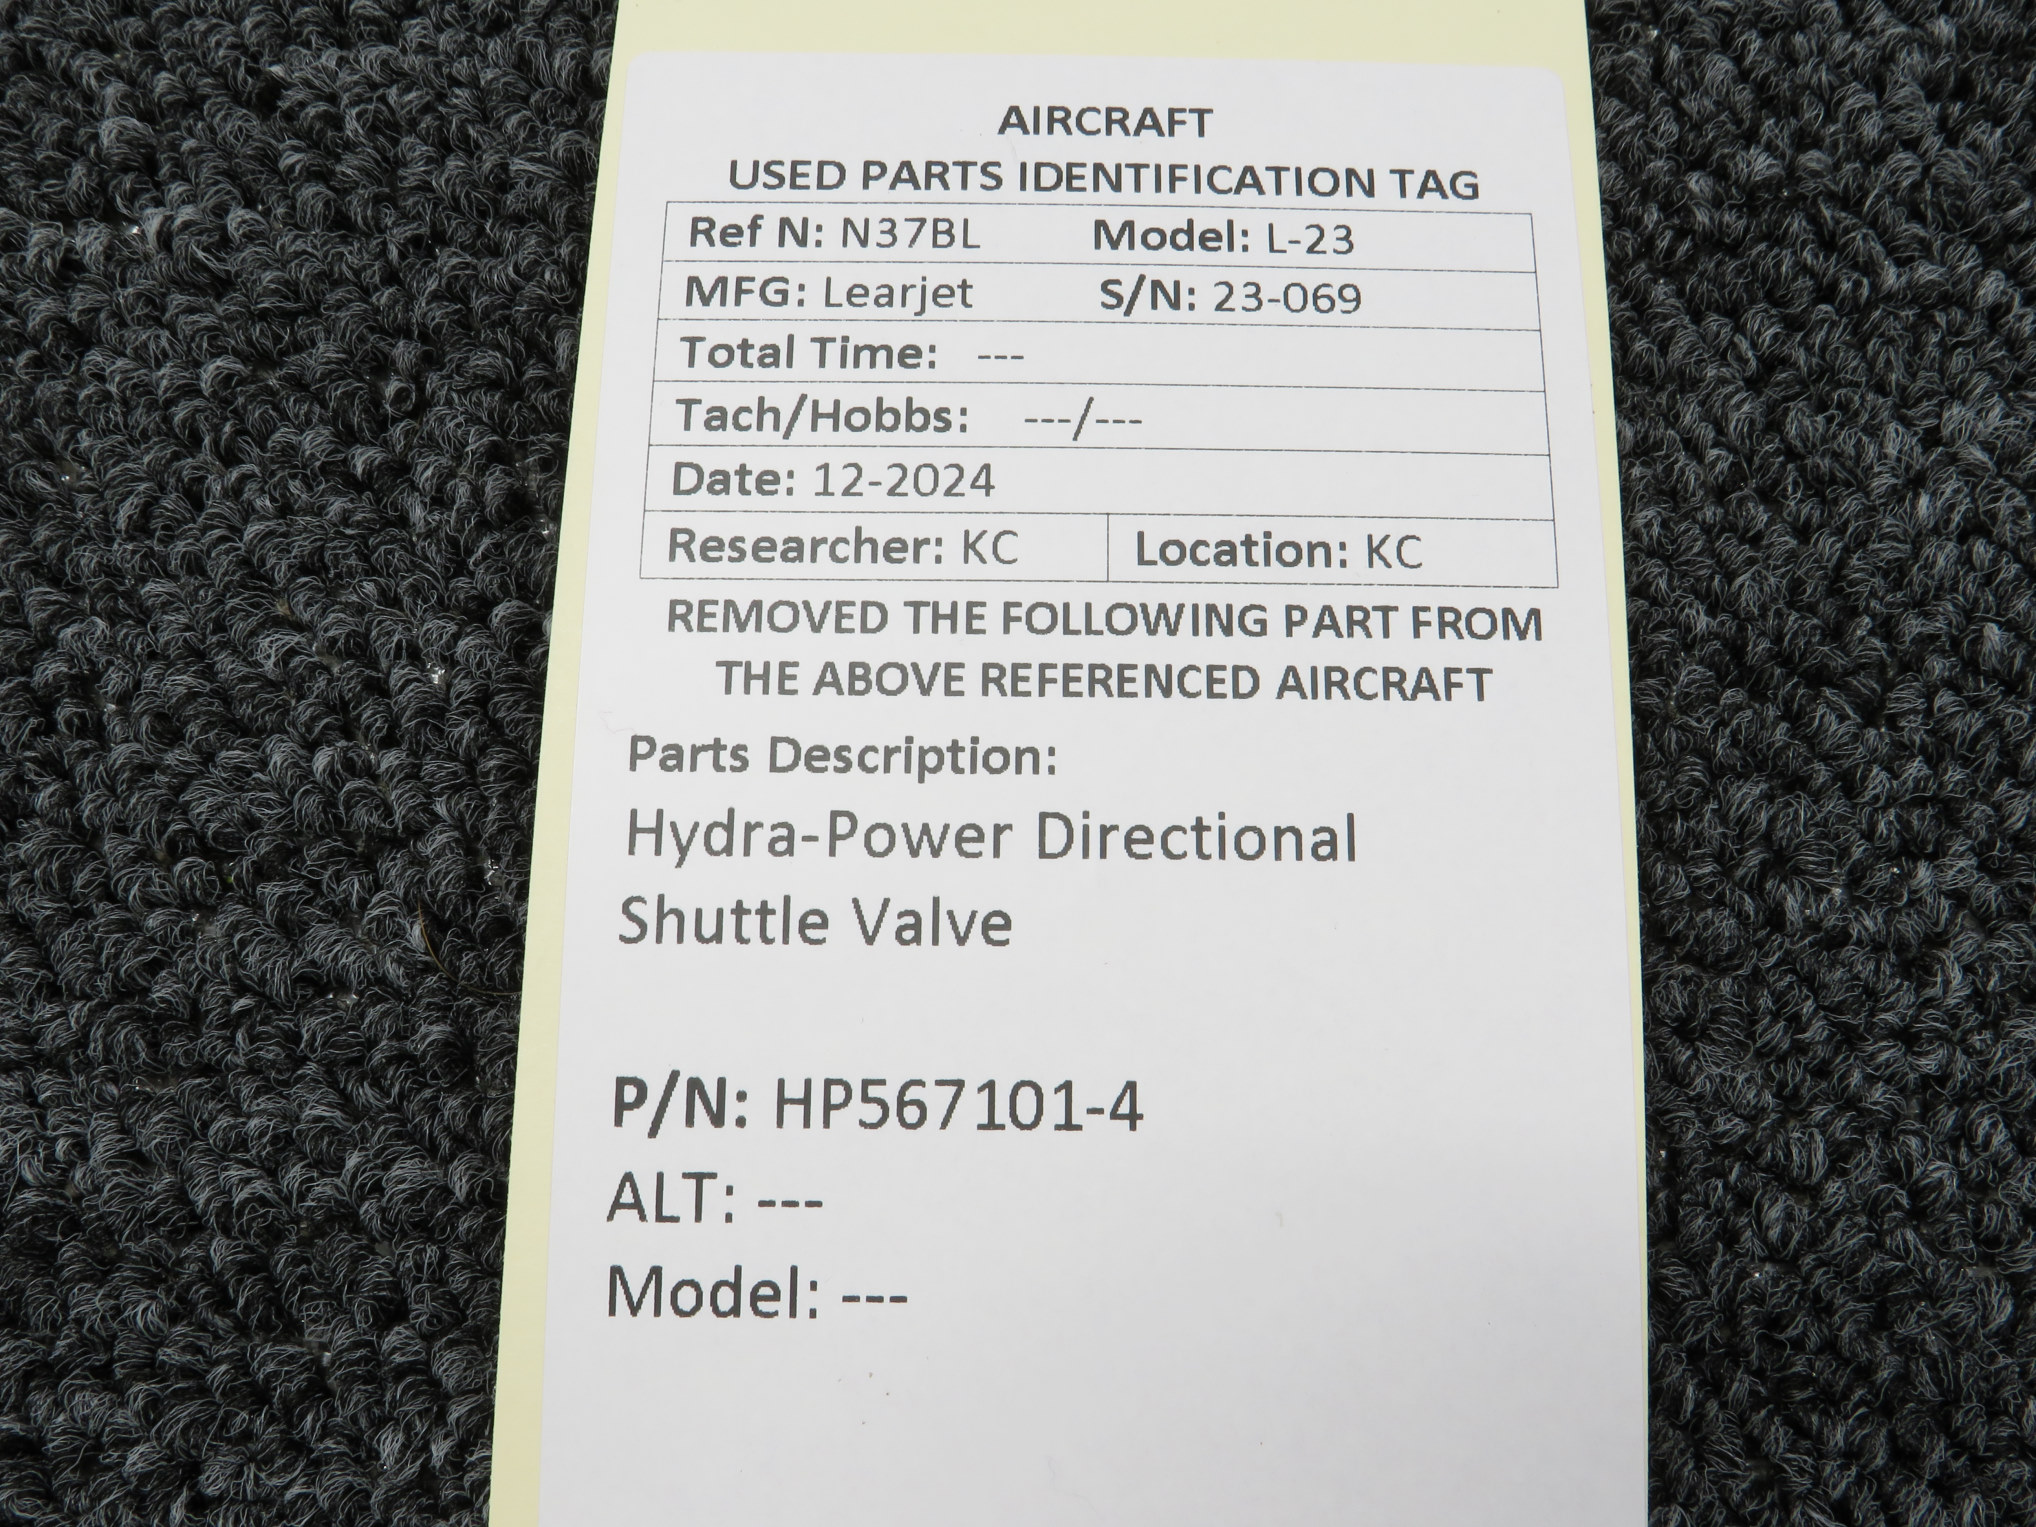 AIRCRAFT
USED PARTS IDENTIFICATION TAG
Ref N: N37BL Model: L-23
MFG: Learjet S/N: 23-069
Total Time: ---
Tach/Hobbs: ---/---
Date: 12-2024
Researcher: KC Location: KC
REMOVED THE FOLLOWING PART FROM
THE ABOVE REFERENCED AIRCRAFT
Parts Description:
Hydra-Power Directional
Shuttle Valve
P/N: HP567101-4
ALT: ---
Model: ---